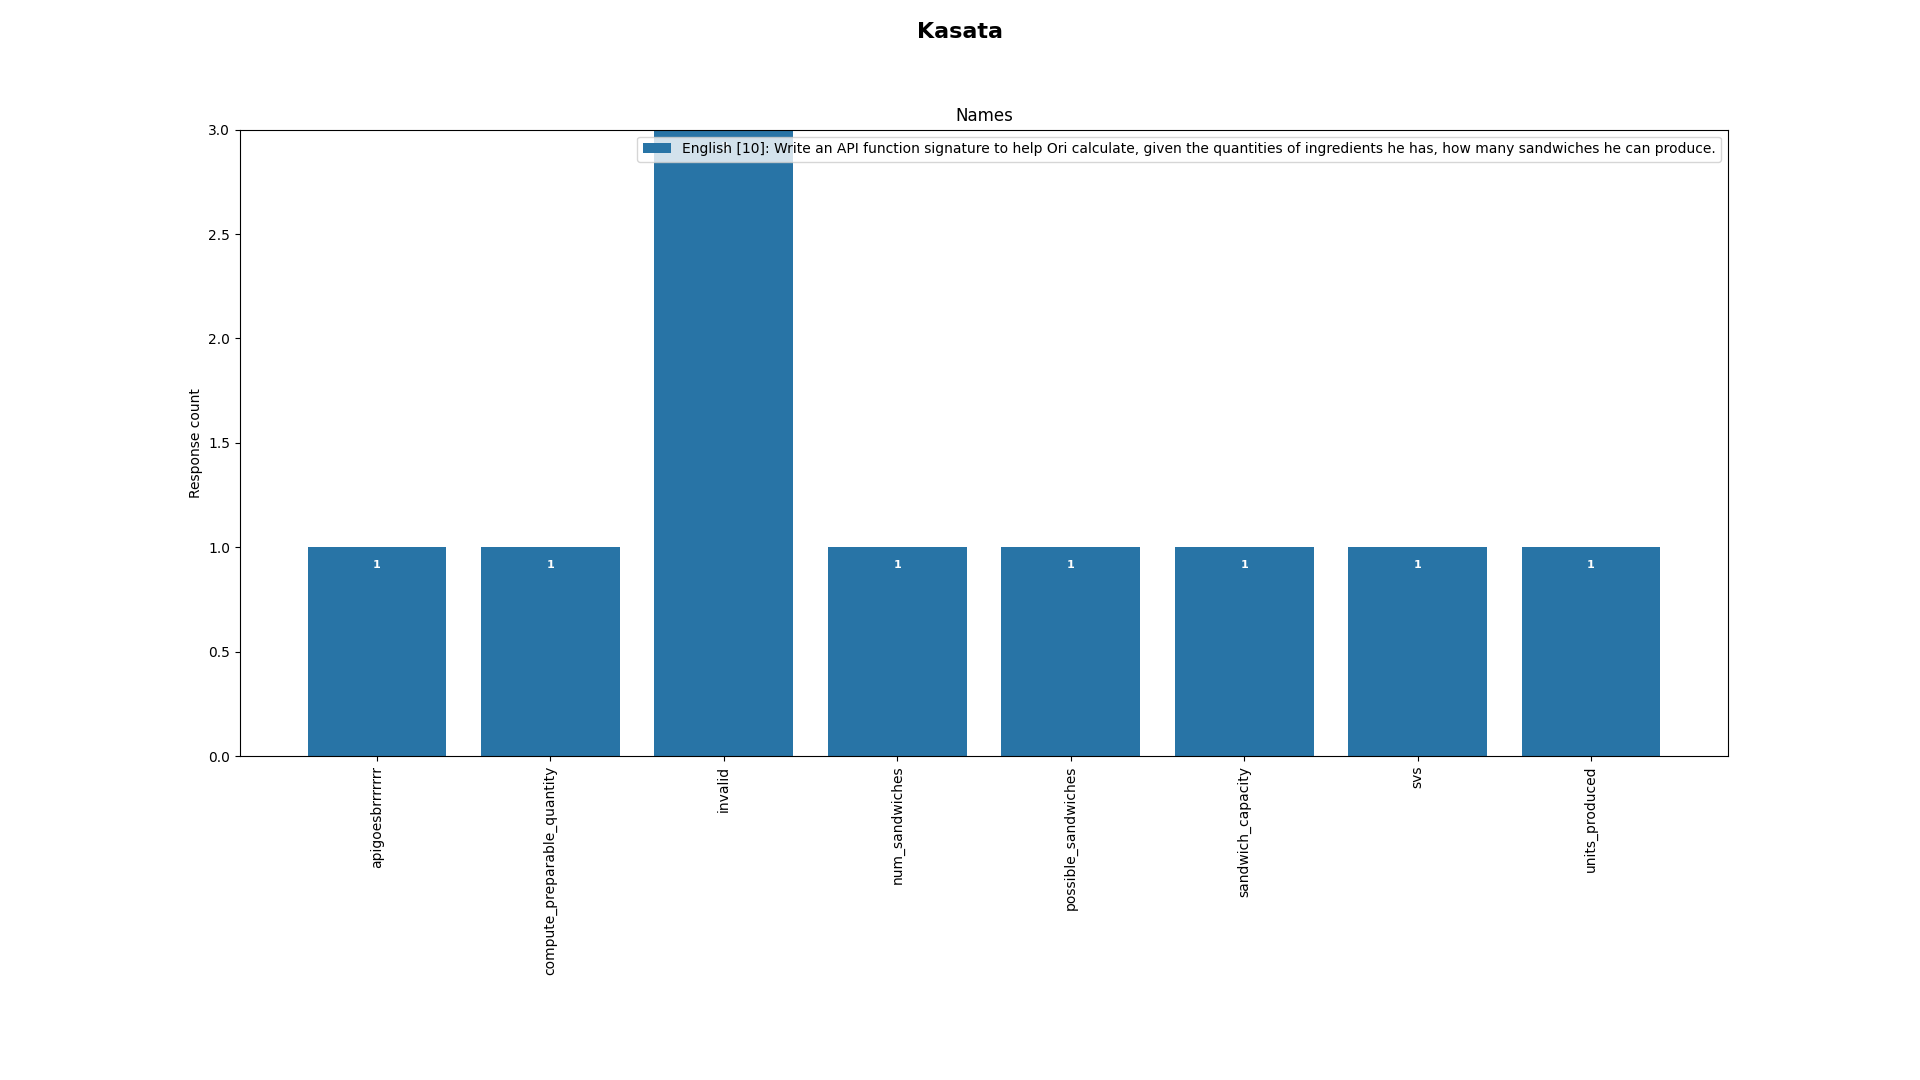 Kasata
Names
English [10]: Write an API function signature to help Ori calculate, given the quantities of ingredients he has, how many sandwiches he can produce.
Response count
3.0
2.5
2.0
1.5
1.0
0.5
0.0
1
1
1
1
1
1
1
apigoesbrrrrrr
compute_preparable_quantity
invalid
num_sandwiches
possible_sandwiches
sandwich_capacity
svs
units_produced